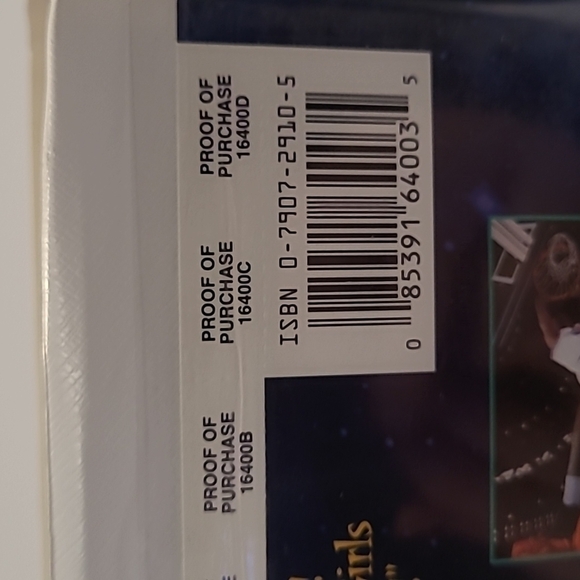 PROOF OF
PURCHASE
16400D
PROOF OF
PURCHASE
16400C
PROOF OF
PURCHASE
16400B
ISBN 0-7907-2910-5
0 85391 64003 5